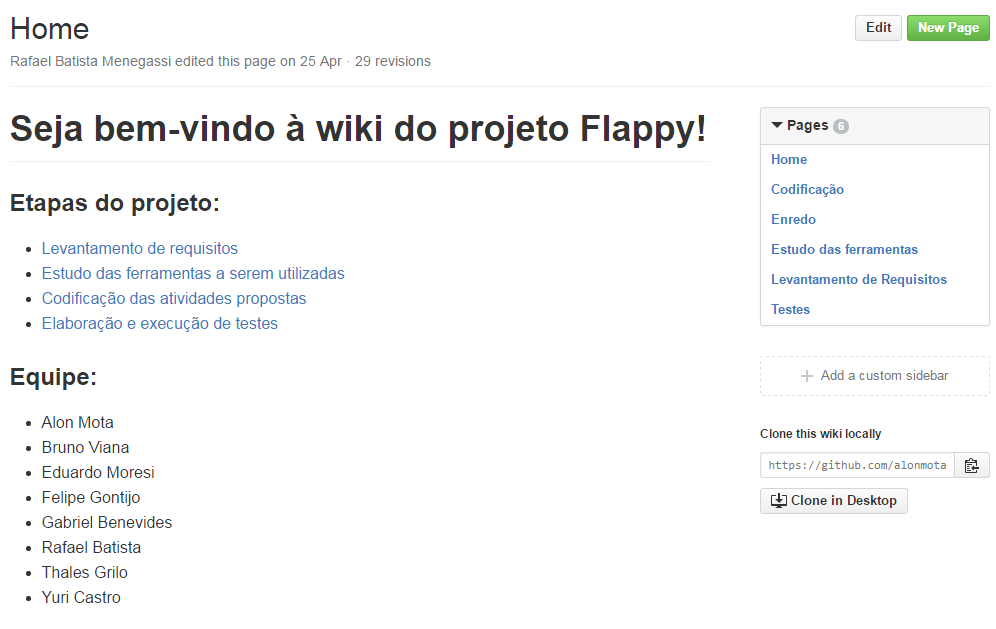 Home
Edit
New Page
Rafael Batista Menegassi edited this page on 25 Apr · 29 revisions
Seja bem-vindo à wiki do projeto Flappy!
Etapas do projeto:
Levantamento de requisitos
Estudo das ferramentas a serem utilizadas
Codificação das atividades propostas
Elaboração e execução de testes
Equipe:
Alon Mota
Bruno Viana
Eduardo Moresi
Felipe Gontijo
Gabriel Benevides
Rafael Batista
Thales Grilo
Yuri Castro
Pages 6
Home
Codificação
Enredo
Estudo das ferramentas
Levantamento de Requisitos
Testes
Add a custom sidebar
Clone this wiki locally
https://github.com/alonmota
Clone in Desktop